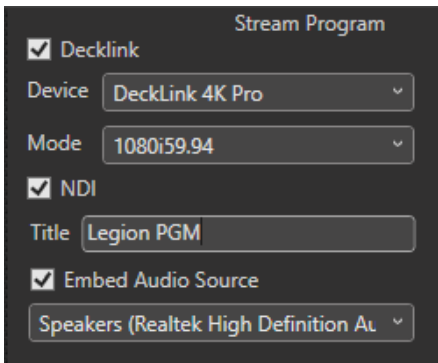 Stream Program
Decklink
Device DeckLink 4K Pro
Mode 1080i59.94
NDI
Title Legion PGM
Embed Audio Source
Speakers (Realtek High Definition Au